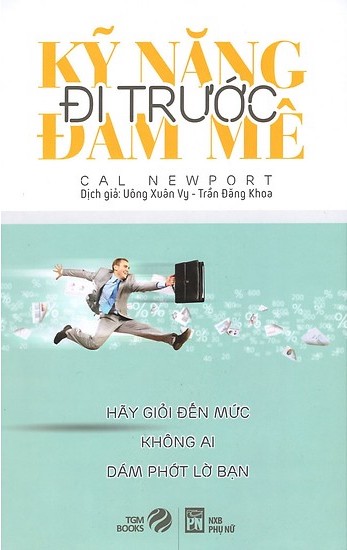 KỸ NĂNG
ĐI TRƯỚC
ĐAM MÊ
CAL NEWPORT
Dịch giả: Uông Xuân Vy - Trần Đăng Khoa
HÃY GIỎI ĐẾN MỨC
KHÔNG AI
DÁM PHỚT LỜ BẠN
TGM
BOOKS
PN
NXB
PHỤ NỮ